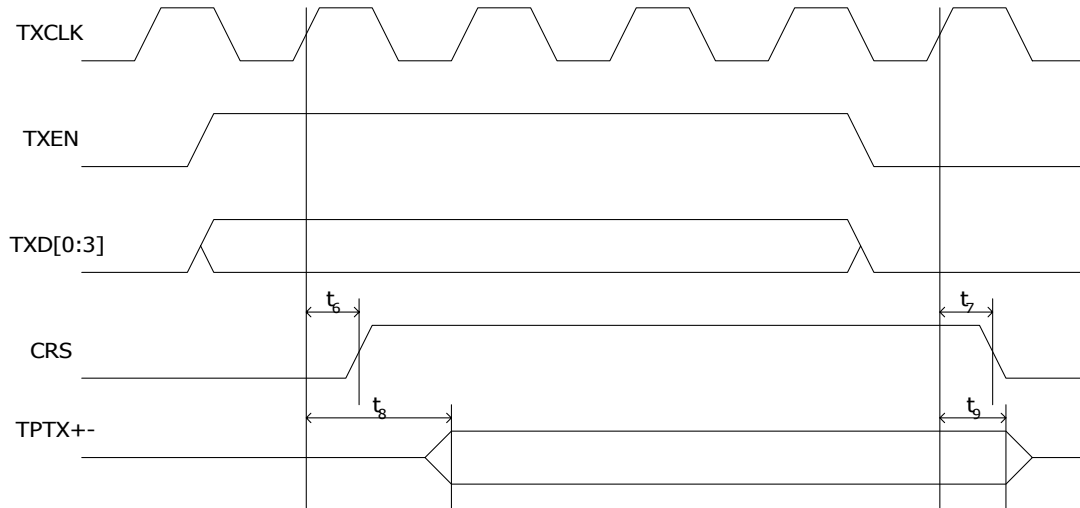 TXCLK
TXEN
TXD[0:3]
t6
t7
CRS
t8
t9
TPTX+-